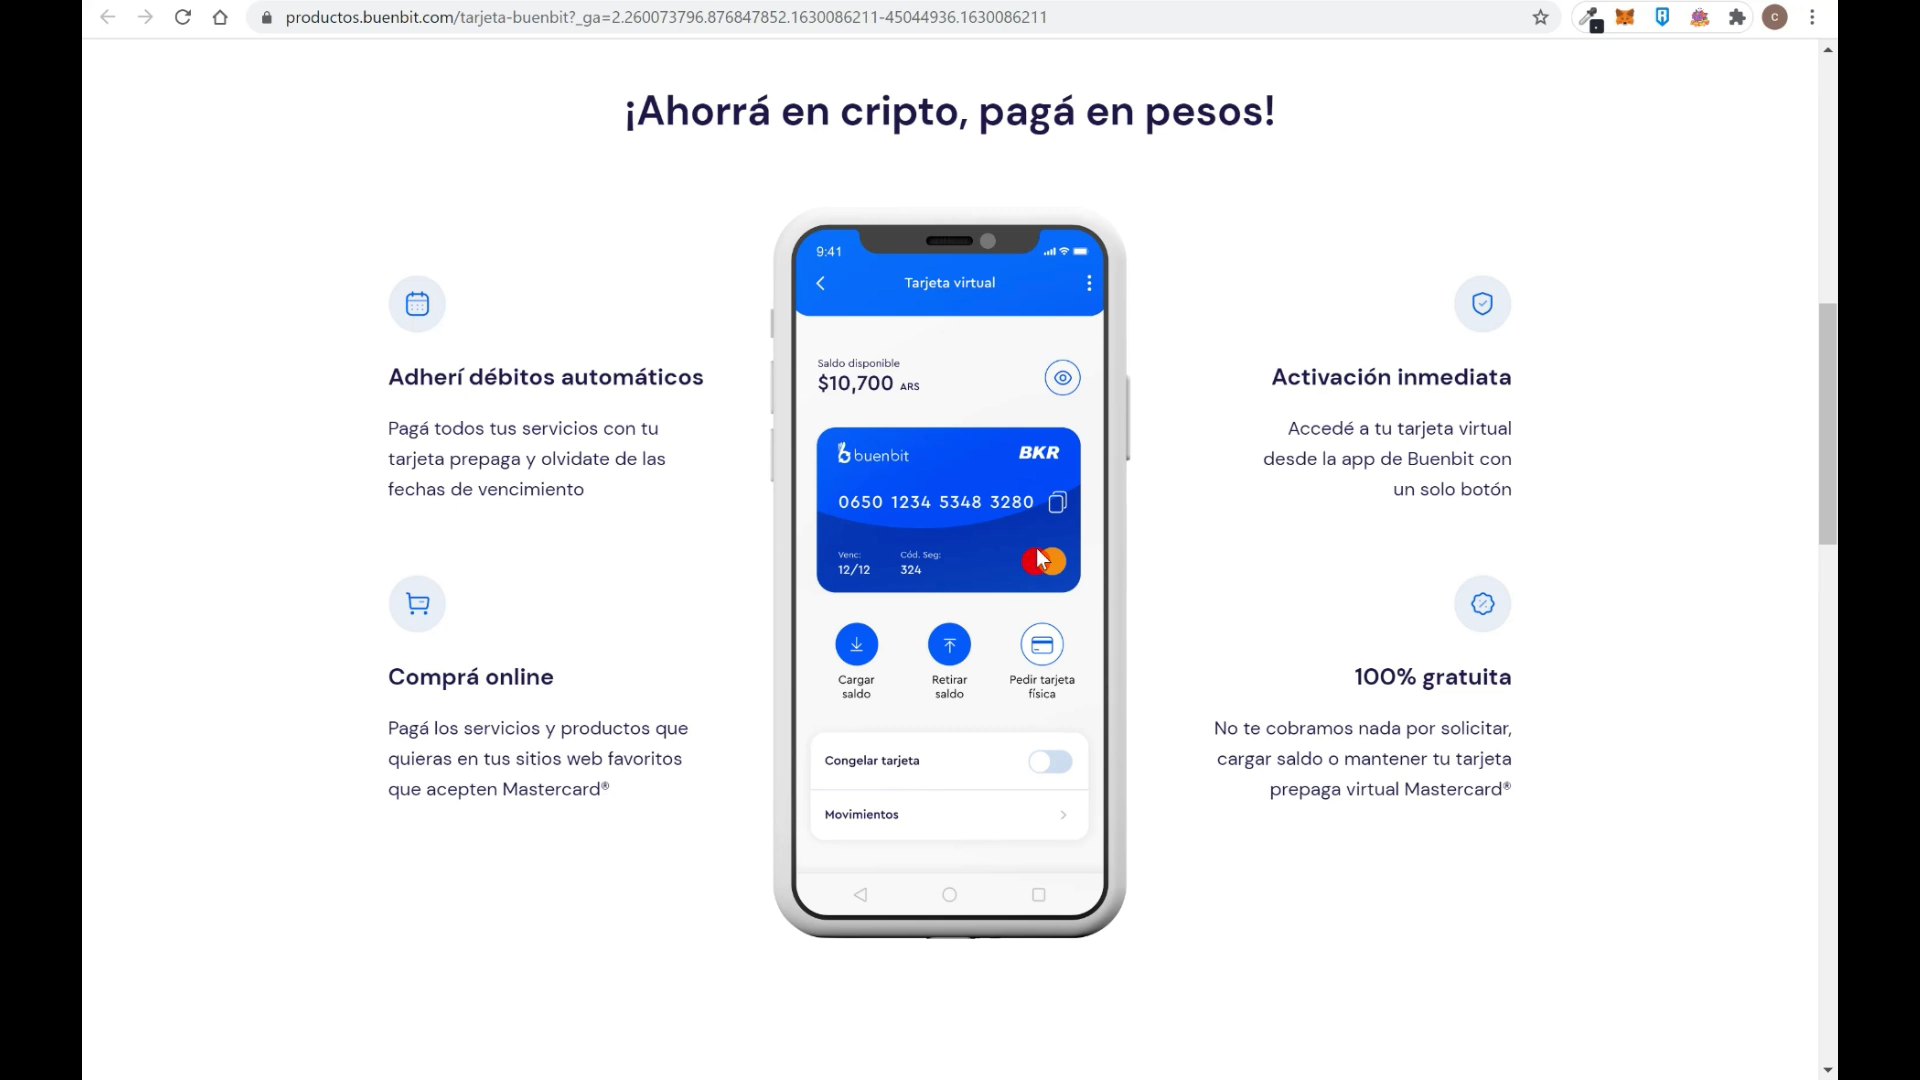 productos.buenbit.com/tarjeta-buenbit?_ga=2.260073796.876847852.1630086211-45044936.1630086211
C
¡Ahorrá en cripto, pagá en pesos!
Adherí débitos automáticos
Pagá todos tus servicios con tu
tarjeta prepaga y olvidate de las
fechas de vencimiento
Comprá online
Pagá los servicios y productos que
quieras en tus sitios web favoritos
que acepten Mastercard®
9:41
Tarjeta virtual
Saldo disponible
$10,700 ARS
buenbit BKR
0650 1234 5348 3280
Venc: Cód. Seg:
12/12 324
Cargar saldo
Retirar saldo
Pedir tarjeta física
Congelar tarjeta
Movimientos
Activación inmediata
Accedé a tu tarjeta virtual
desde la app de Buenbit con
un solo botón
100% gratuita
No te cobramos nada por solicitar,
cargar saldo o mantener tu tarjeta
prepaga virtual Mastercard®